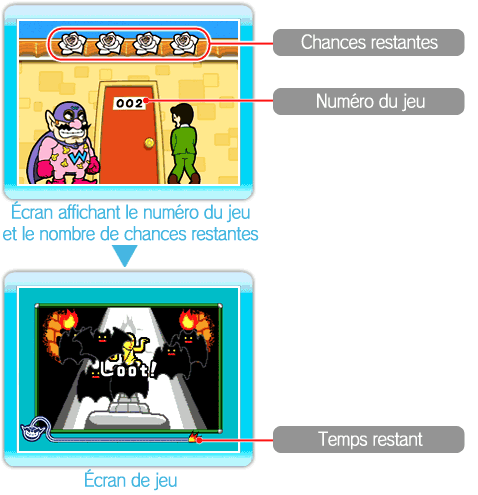 Chances restantes
002
Numéro du jeu
W
Écran affichant le numéro du jeu
et le nombre de chances restantes
Loot!
Temps restant
Écran de jeu